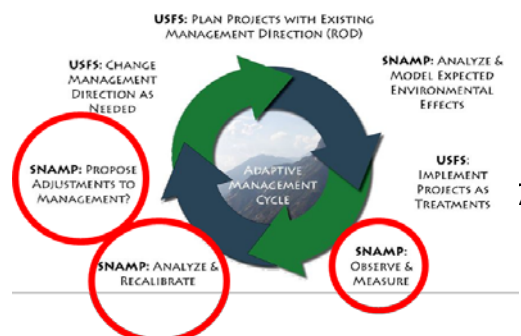 USFS: PLAN PROJECTS WITH EXISTING
MANAGEMENT DIRECTION (ROD)
SNAMP: ANALYZE &
MODEL EXPECTED
ENVIRONMENTAL
EFFECTS
USFS:
IMPLEMENT
PROJECTS AS
TREATMENTS
SNAMP:
OBSERVE &
MEASURE
SNAMP: ANALYZE &
RECALIBRATE
SNAMP: PROPOSE
ADJUSTMENTS TO
MANAGEMENT?
USFS: CHANGE
MANAGEMENT
DIRECTION AS
NEEDED
ADAPTIVE
MANAGEMENT
CYCLE